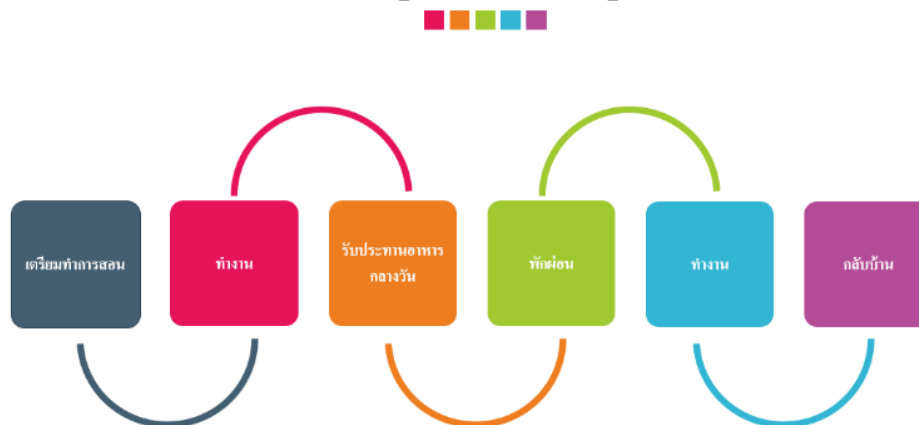 เตรียมทำการสอน
ทำงาน
รับประทานอาหาร
กลางวัน
พักผ่อน
ทำงาน
กลับบ้าน